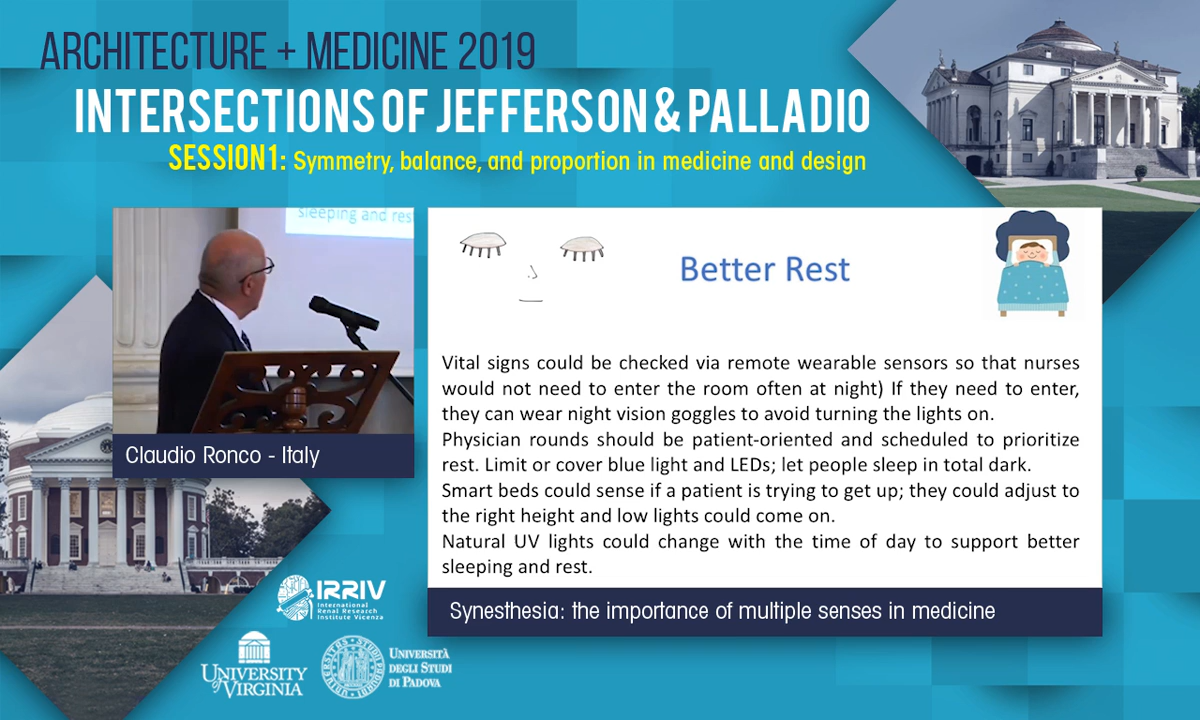 ARCHITECTURE + MEDICINE 2019
INTERSECTIONS OF JEFFERSON & PALLADIO
SESSION 1: Symmetry, balance, and proportion in medicine and design
sleeping and rest
Claudio Ronco - Italy
Better Rest
Vital signs could be checked via remote wearable sensors so that nurses
would not need to enter the room often at night) If they need to enter,
they can wear night vision goggles to avoid turning the lights on.
Physician rounds should be patient-oriented and scheduled to prioritize
rest. Limit or cover blue light and LEDs; let people sleep in total dark.
Smart beds could sense if a patient is trying to get up; they could adjust to
the right height and low lights could come on.
Natural UV lights could change with the time of day to support better
sleeping and rest.
Synesthesia: the importance of multiple senses in medicine
IRRIV
International
Renal Research
Institute Vicenza
UNIVERSITY
of VIRGINIA
UNIVERSITÀ
DEGLI STUDI
DI PADOVA